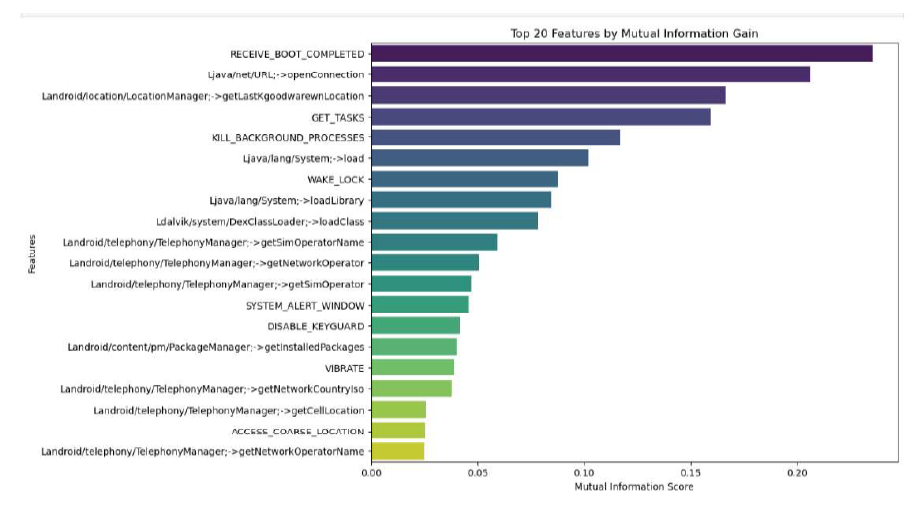 Top 20 Features by Mutual Information Gain
RECEIVE_BOOT_COMPLETED
Ljava/net/URL;->openConnection
Landroid/location/LocationManager;->getLastKgoodwarewnLocation
GET_TASKS
KILL_BACKGROUND_PROCESSES
Ljava/lang/System;->load
WAKE_LOCK
Ljava/lang/System;->loadLibrary
Ldalvik/system/DexClassLoader;->loadClass
Landroid/telephony/TelephonyManager;->getSimOperatorName
Landroid/telephony/TelephonyManager;->getNetworkOperator
Landroid/telephony/TelephonyManager;->getSimOperator
SYSTEM_ALERT_WINDOW
DISABLE_KEYGUARD
Landroid/content/pm/PackageManager;->getInstalledPackages
VIBRATE
Landroid/telephony/TelephonyManager;->getNetworkCountryIso
Landroid/telephony/TelephonyManager;->getCellLocation
ACCESS_COARSE_LOCATION
Landroid/telephony/TelephonyManager;->getNetworkOperatorName
Features
0.00 0.05 0.10 0.15 0.20
Mutual Information Score